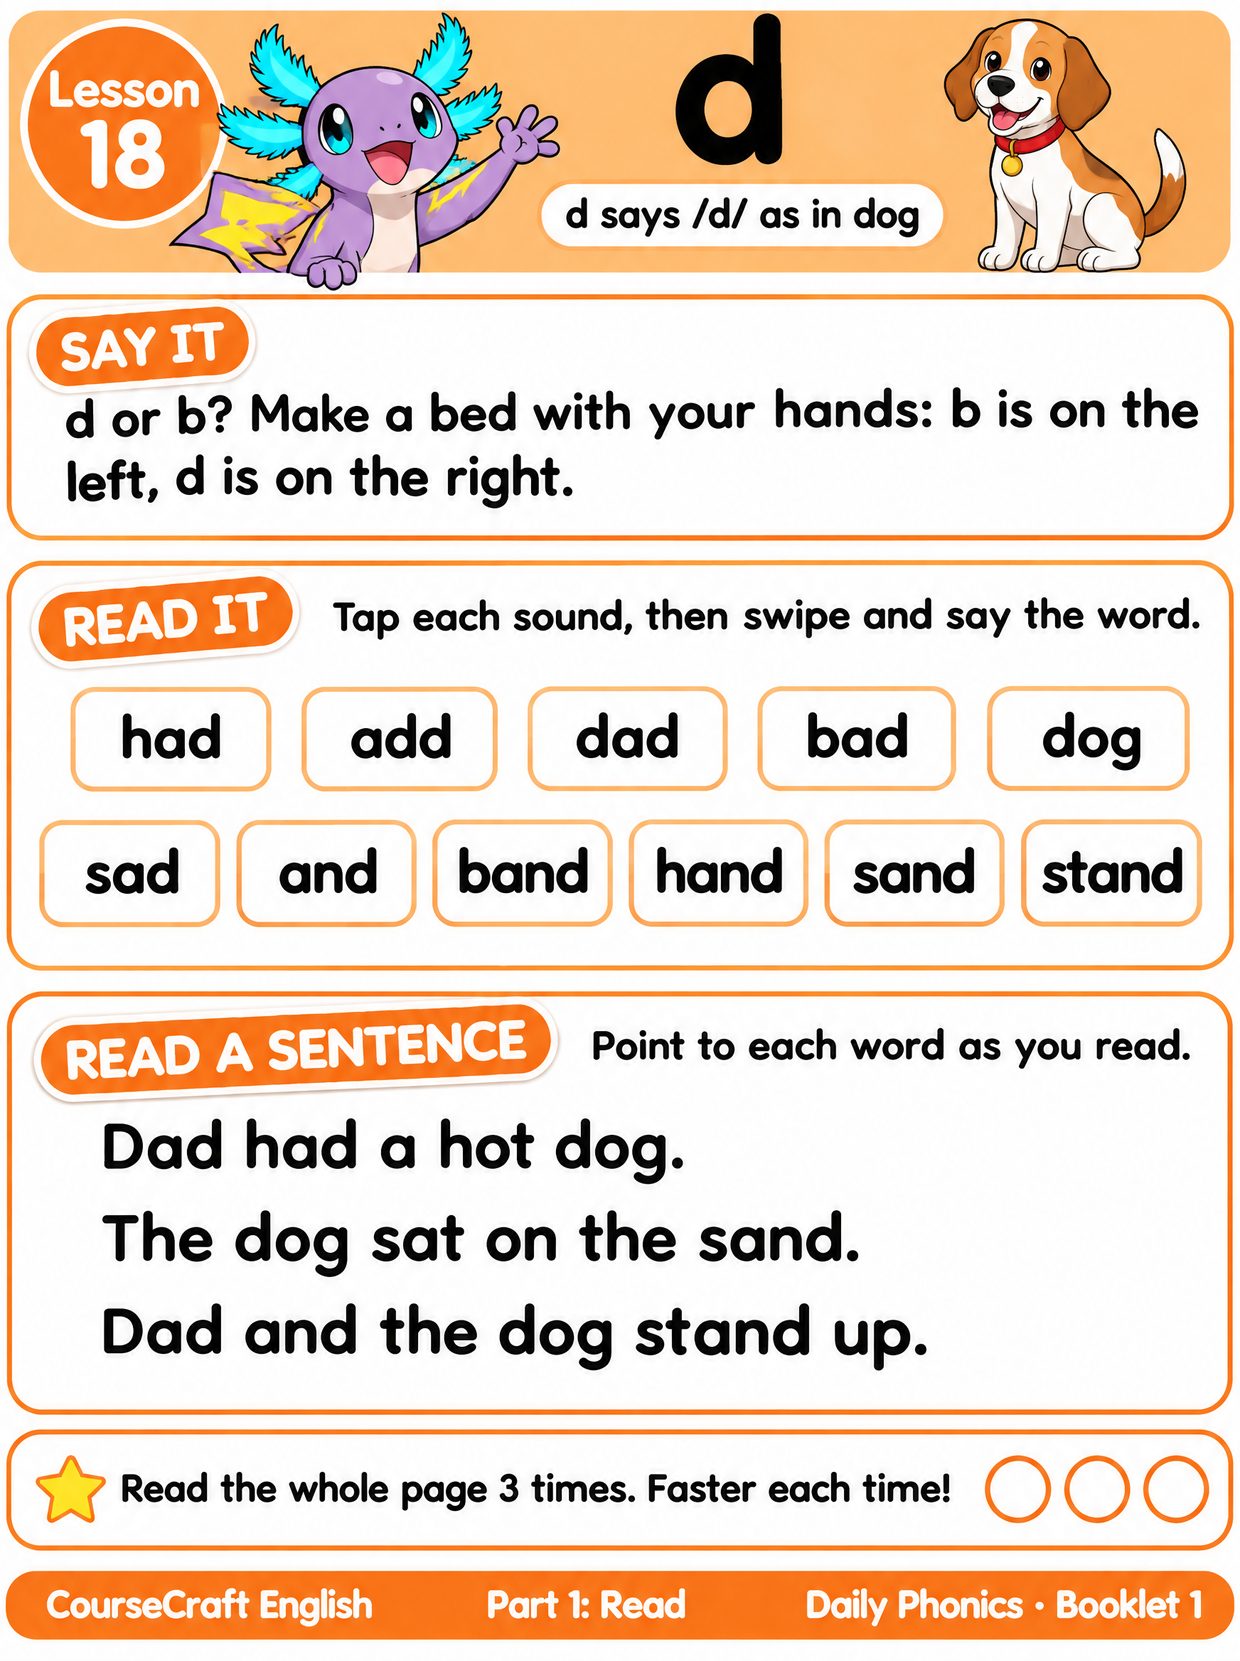 Lesson
18
d
d says /d/ as in dog
SAY IT
d or b? Make a bed with your hands: b is on the
left, d is on the right.
READ IT
Tap each sound, then swipe and say the word.
had add dad bad dog
sad and band hand sand stand
READ A SENTENCE
Point to each word as you read.
Dad had a hot dog.
The dog sat on the sand.
Dad and the dog stand up.
Read the whole page 3 times. Faster each time!
CourseCraft English Part 1: Read Daily Phonics • Booklet 1